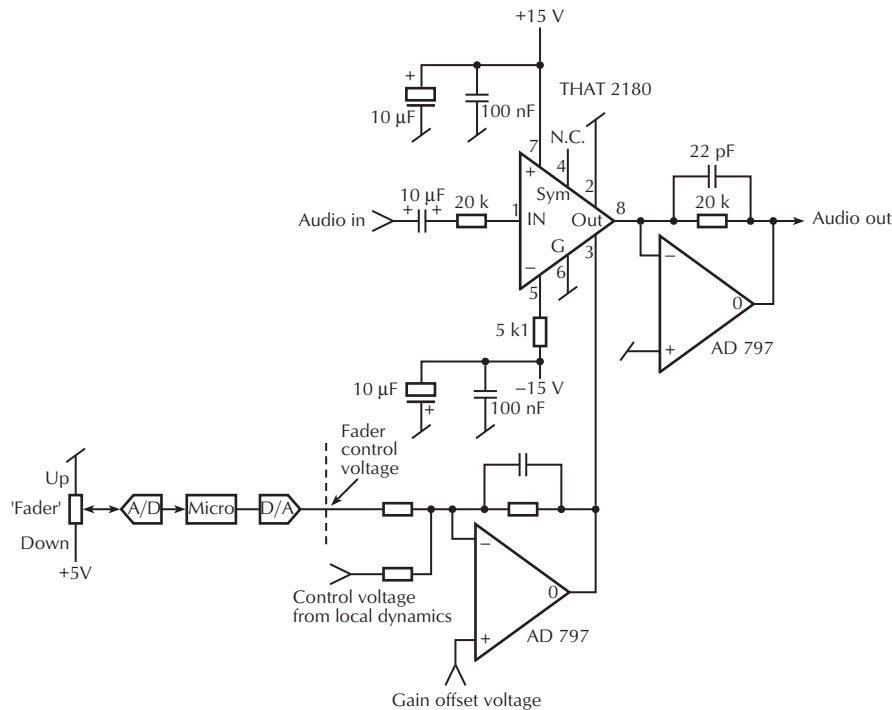 +15 V
+
10 µF
100 nF
THAT 2180
N.C.
7
4
2
+
Sym
22 pF
20 k
Audio in
10 µF
+ +
20 k
1
IN
Out
8
Audio out
G
3
–
6
5
–
0
+
AD 797
5 k1
10 µF
+
–15 V
100 nF
Fader
control
voltage
Up
'Fader'
A/D
Micro
D/A
Down
+5V
Control voltage
from local dynamics
–
0
+
AD 797
Gain offset voltage